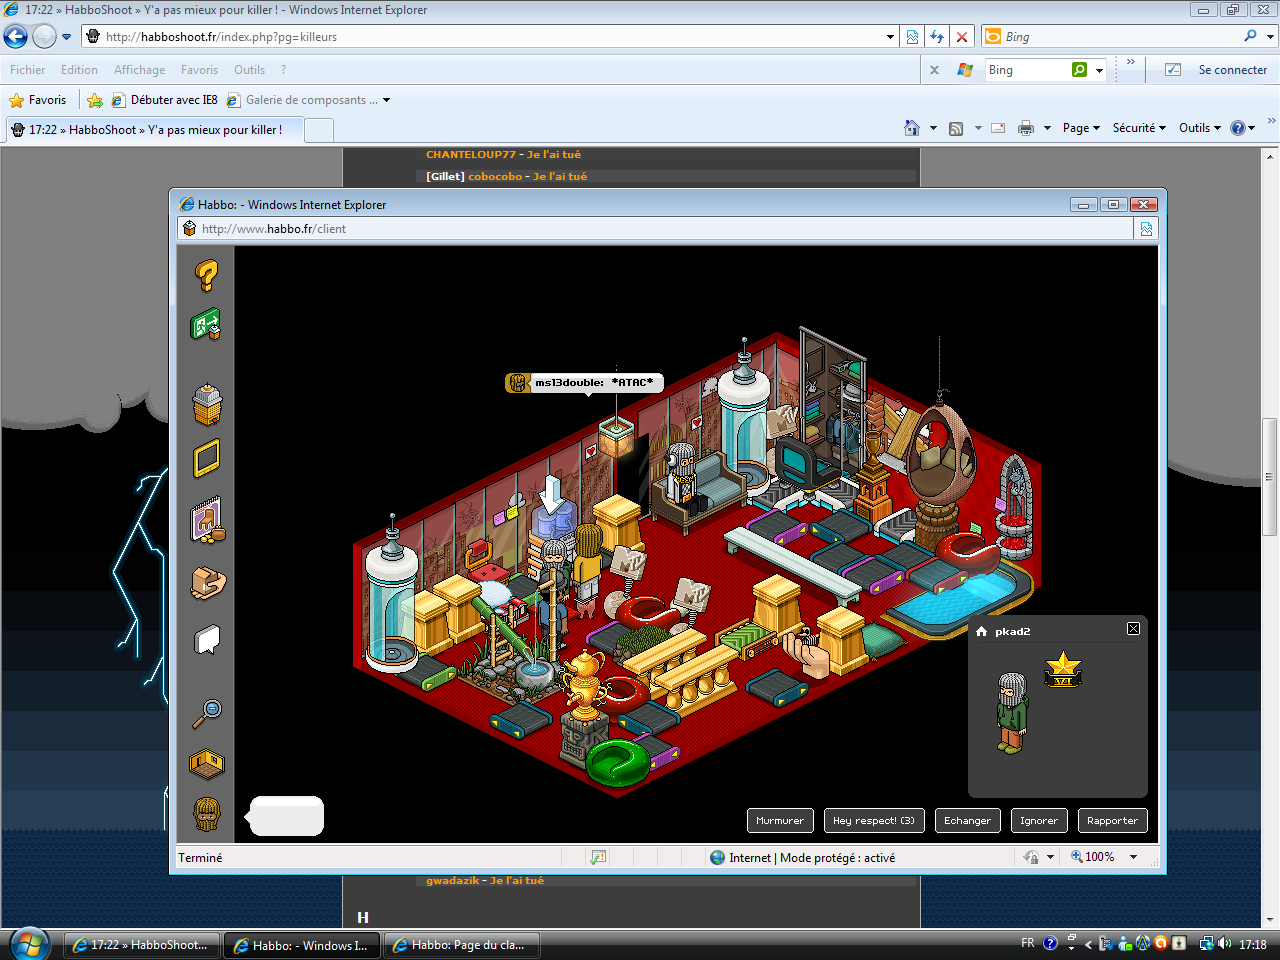 17:22 » HabboShoot » Y'a pas mieux pour killer ! - Windows Internet Explorer
http://habboshoot.fr/index.php?pg=killeurs
Bing
Fichier Edition Affichage Favoris Outils ?
Bing
Se connecter
Favoris
Débuter avec IE8
Galerie de composants ...
17:22 » HabboShoot » Y'a pas mieux pour killer !
Page
Sécurité
Outils
CHANTELOUP77 - Je l'ai tué
[Gillet] cobocobo - Je l'ai tué
Habbo: - Windows Internet Explorer
http://www.habbo.fr/client
ms13double: *ATAC*
MTV
MTV
MTV
pkad2
VI
Murmurer
Hey respect! (3)
Echanger
Ignorer
Rapporter
Terminé
Internet | Mode protégé : activé
100%
gwadazik - Je l'ai tué
H
17:22 » HabboShoot...
Habbo: - Windows I...
Habbo: Page du cla...
FR
17:18